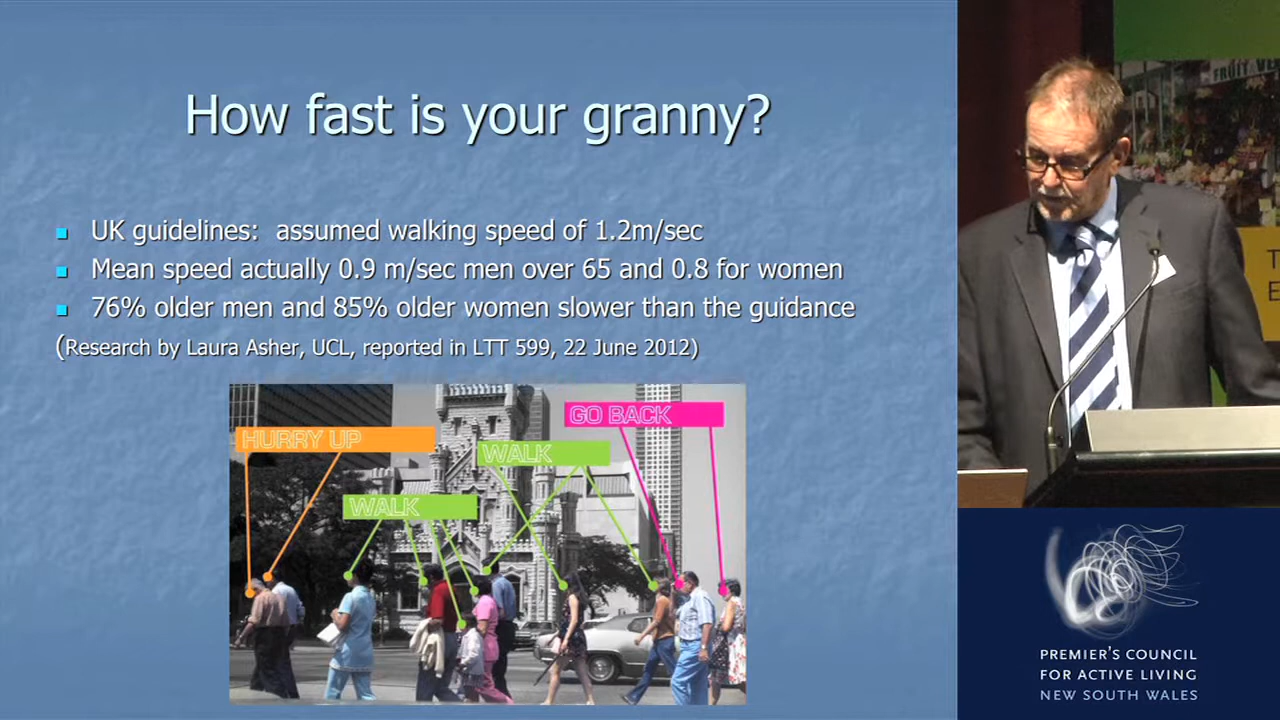 How fast is your granny?
UK guidelines: assumed walking speed of 1.2m/sec
Mean speed actually 0.9 m/sec men over 65 and 0.8 for women
76% older men and 85% older women slower than the guidance
(Research by Laura Asher, UCL, reported in LTT 599, 22 June 2012)
GO BACK
HURRY UP
WALK
WALK
PREMIER'S COUNCIL
FOR ACTIVE LIVING
NEW SOUTH WALES